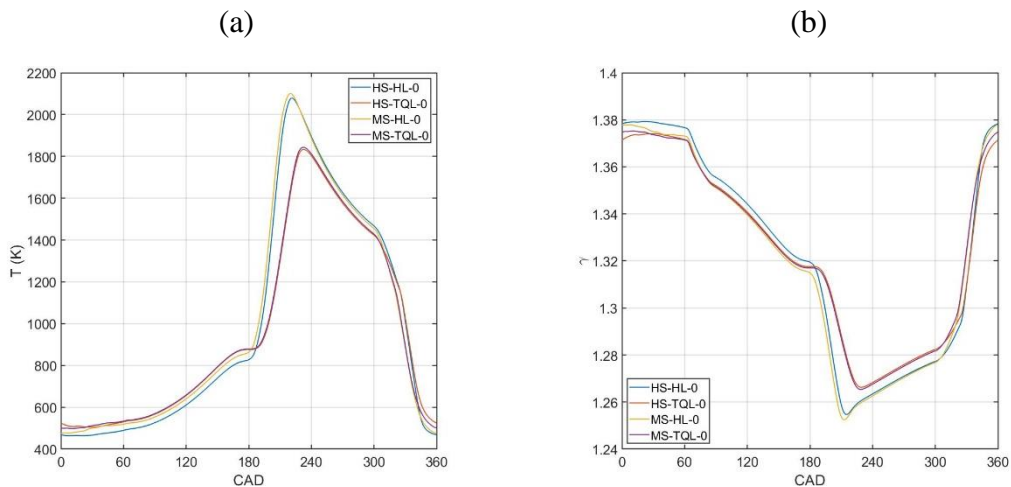 (a)
(b)
2200
2000
1800
1600
1400
1200
1000
800
600
400
T (K)
0 60 120 180 240 300 360
CAD
HS-HL-0
HS-TQL-0
MS-HL-0
MS-TQL-0
1.4
1.38
1.36
1.34
1.32
1.3
1.28
1.26
1.24
γ
0 60 120 180 240 300 360
CAD
HS-HL-0
HS-TQL-0
MS-HL-0
MS-TQL-0